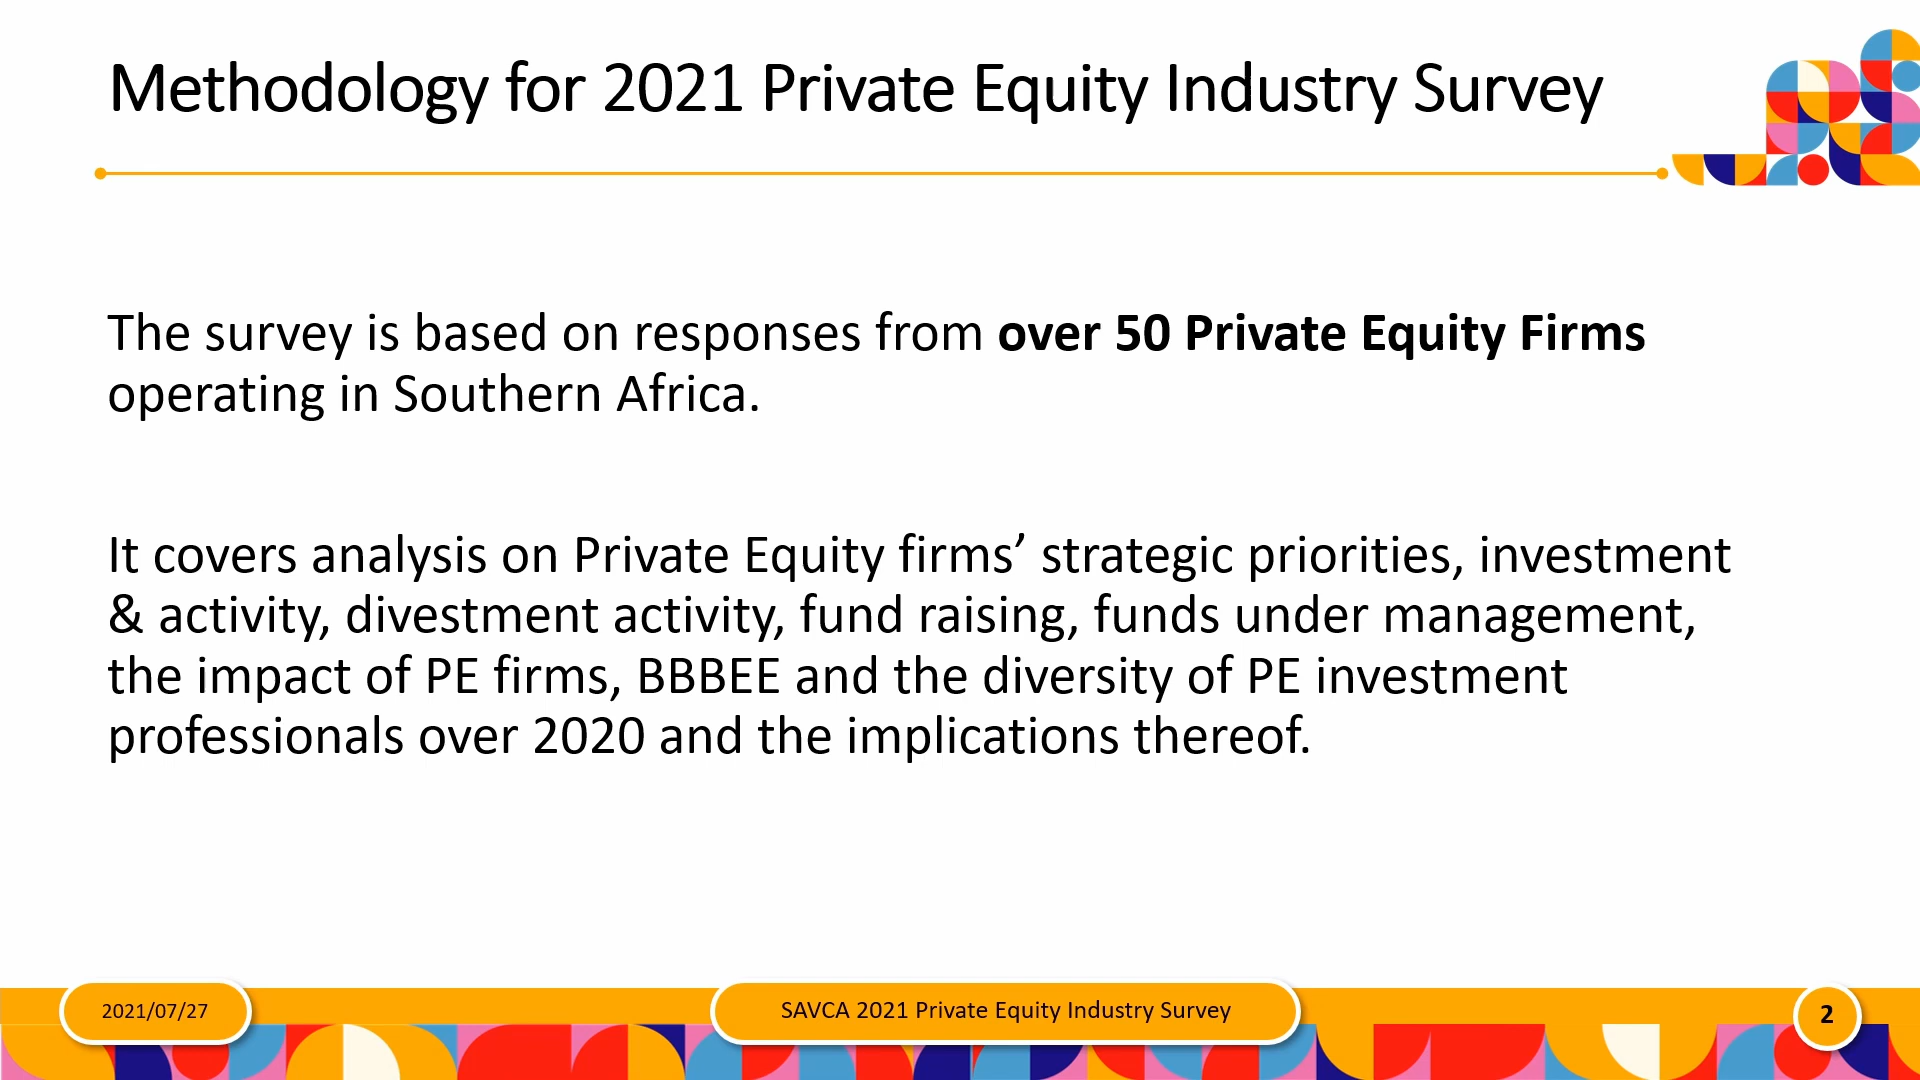 Methodology for 2021 Private Equity Industry Survey
The survey is based on responses from over 50 Private Equity Firms
operating in Southern Africa.
It covers analysis on Private Equity firms’ strategic priorities, investment
& activity, divestment activity, fund raising, funds under management,
the impact of PE firms, BBBEE and the diversity of PE investment
professionals over 2020 and the implications thereof.
2021/07/27
SAVCA 2021 Private Equity Industry Survey
2